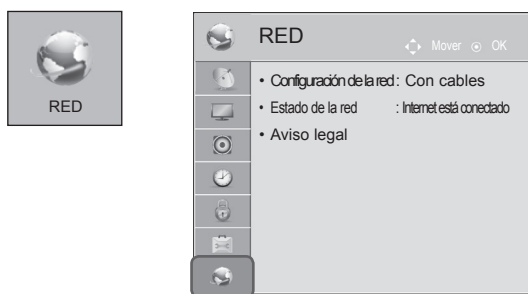 RED
RED
Mover OK
• Configuración de la red : Con cables
• Estado de la red : Internet está conectado
• Aviso legal